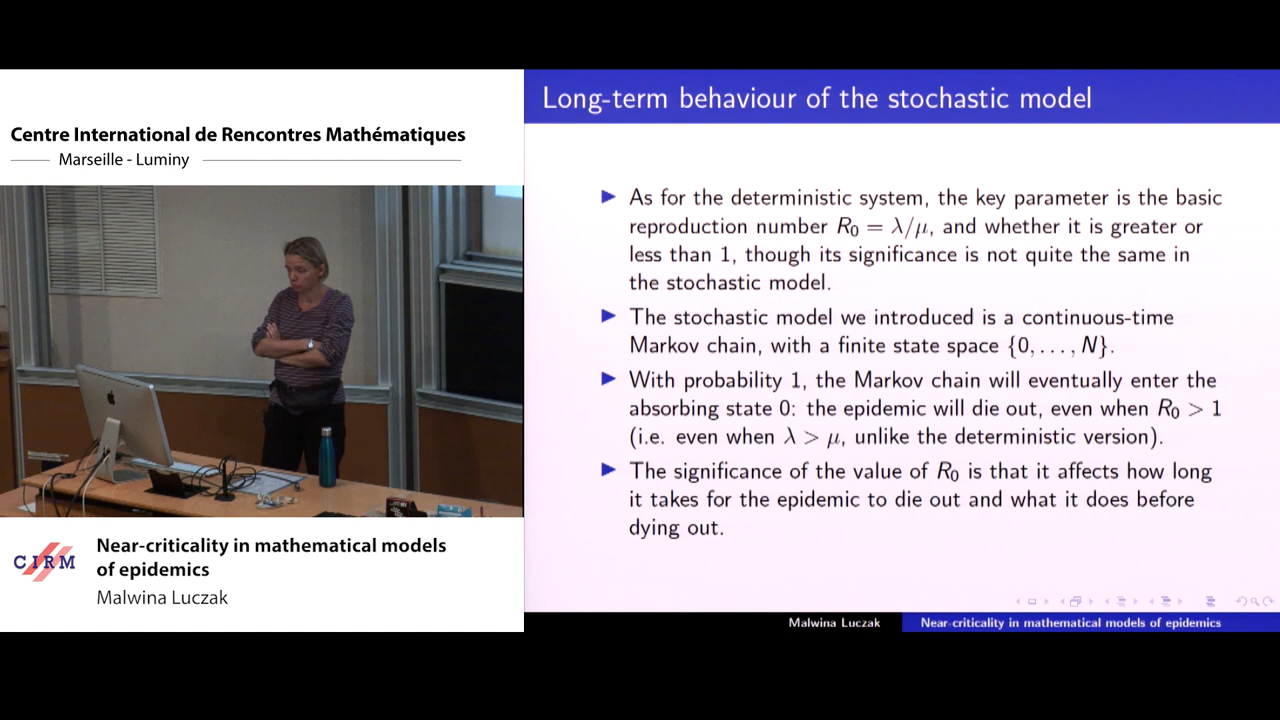 Centre International de Rencontres Mathématiques
Marseille - Luminy
CIRM
Near-criticality in mathematical models
of epidemics
Malwina Luczak
Long-term behaviour of the stochastic model
As for the deterministic system, the key parameter is the basic
reproduction number R₀ = λ/μ, and whether it is greater or
less than 1, though its significance is not quite the same in
the stochastic model.
The stochastic model we introduced is a continuous-time
Markov chain, with a finite state space {0, . . . , N}.
With probability 1, the Markov chain will eventually enter the
absorbing state 0: the epidemic will die out, even when R₀ > 1
(i.e. even when λ > μ, unlike the deterministic version).
The significance of the value of R₀ is that it affects how long
it takes for the epidemic to die out and what it does before
dying out.
Malwina Luczak
Near-criticality in mathematical models of epidemics